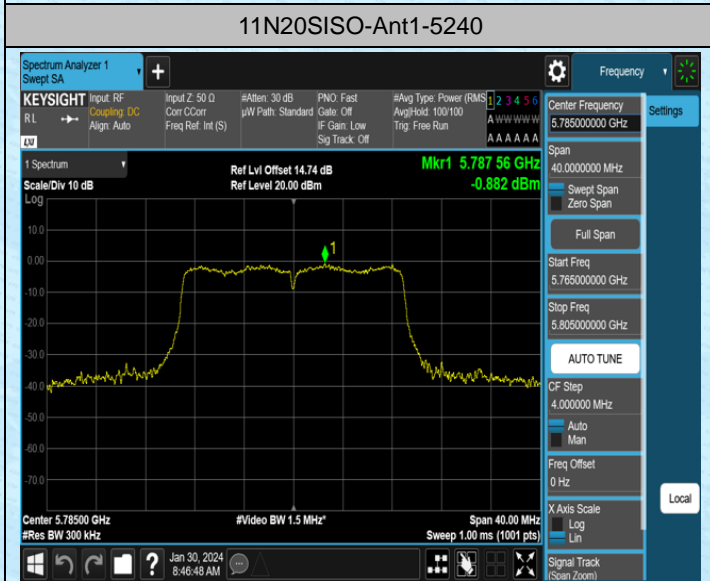 11N20SISO-Ant1-5240
Spectrum Analyzer 1
Swept SA
+
Frequency
KEYSIGHT
RL
Input: RF
Coupling: DC
Align: Auto
Input Z: 50 Ω
Corr CCorr
Freq Ref: Int (S)
#Atten: 30 dB
µW Path: Standard
PNO: Fast
Gate: Off
IF Gain: Low
Sig Track: Off
#Avg Type: Power (RMS
Avg|Hold: 100/100
Trig: Free Run
1 2 3 4 5 6
A W W W W W
A A A A A A
1 Spectrum
Scale/Div 10 dB
Log
Ref Lvl Offset 14.74 dB
Ref Level 20.00 dBm
Mkr1 5.787 56 GHz
-0.882 dBm
1
10.0
0.00
-10.0
-20.0
-30.0
-40.0
-50.0
-60.0
-70.0
Center 5.78500 GHz
#Res BW 300 kHz
#Video BW 1.5 MHz*
Span 40.00 MHz
Sweep 1.00 ms (1001 pts)
Center Frequency
5.785000000 GHz
Settings
Span
40.0000000 MHz
Swept Span
Zero Span
Full Span
Start Freq
5.765000000 GHz
Stop Freq
5.805000000 GHz
AUTO TUNE
CF Step
4.000000 MHz
Auto
Man
Freq Offset
0 Hz
X Axis Scale
Log
Lin
Signal Track
(Span Zoom)
Local
?
Jan 30, 2024
8:46:48 AM